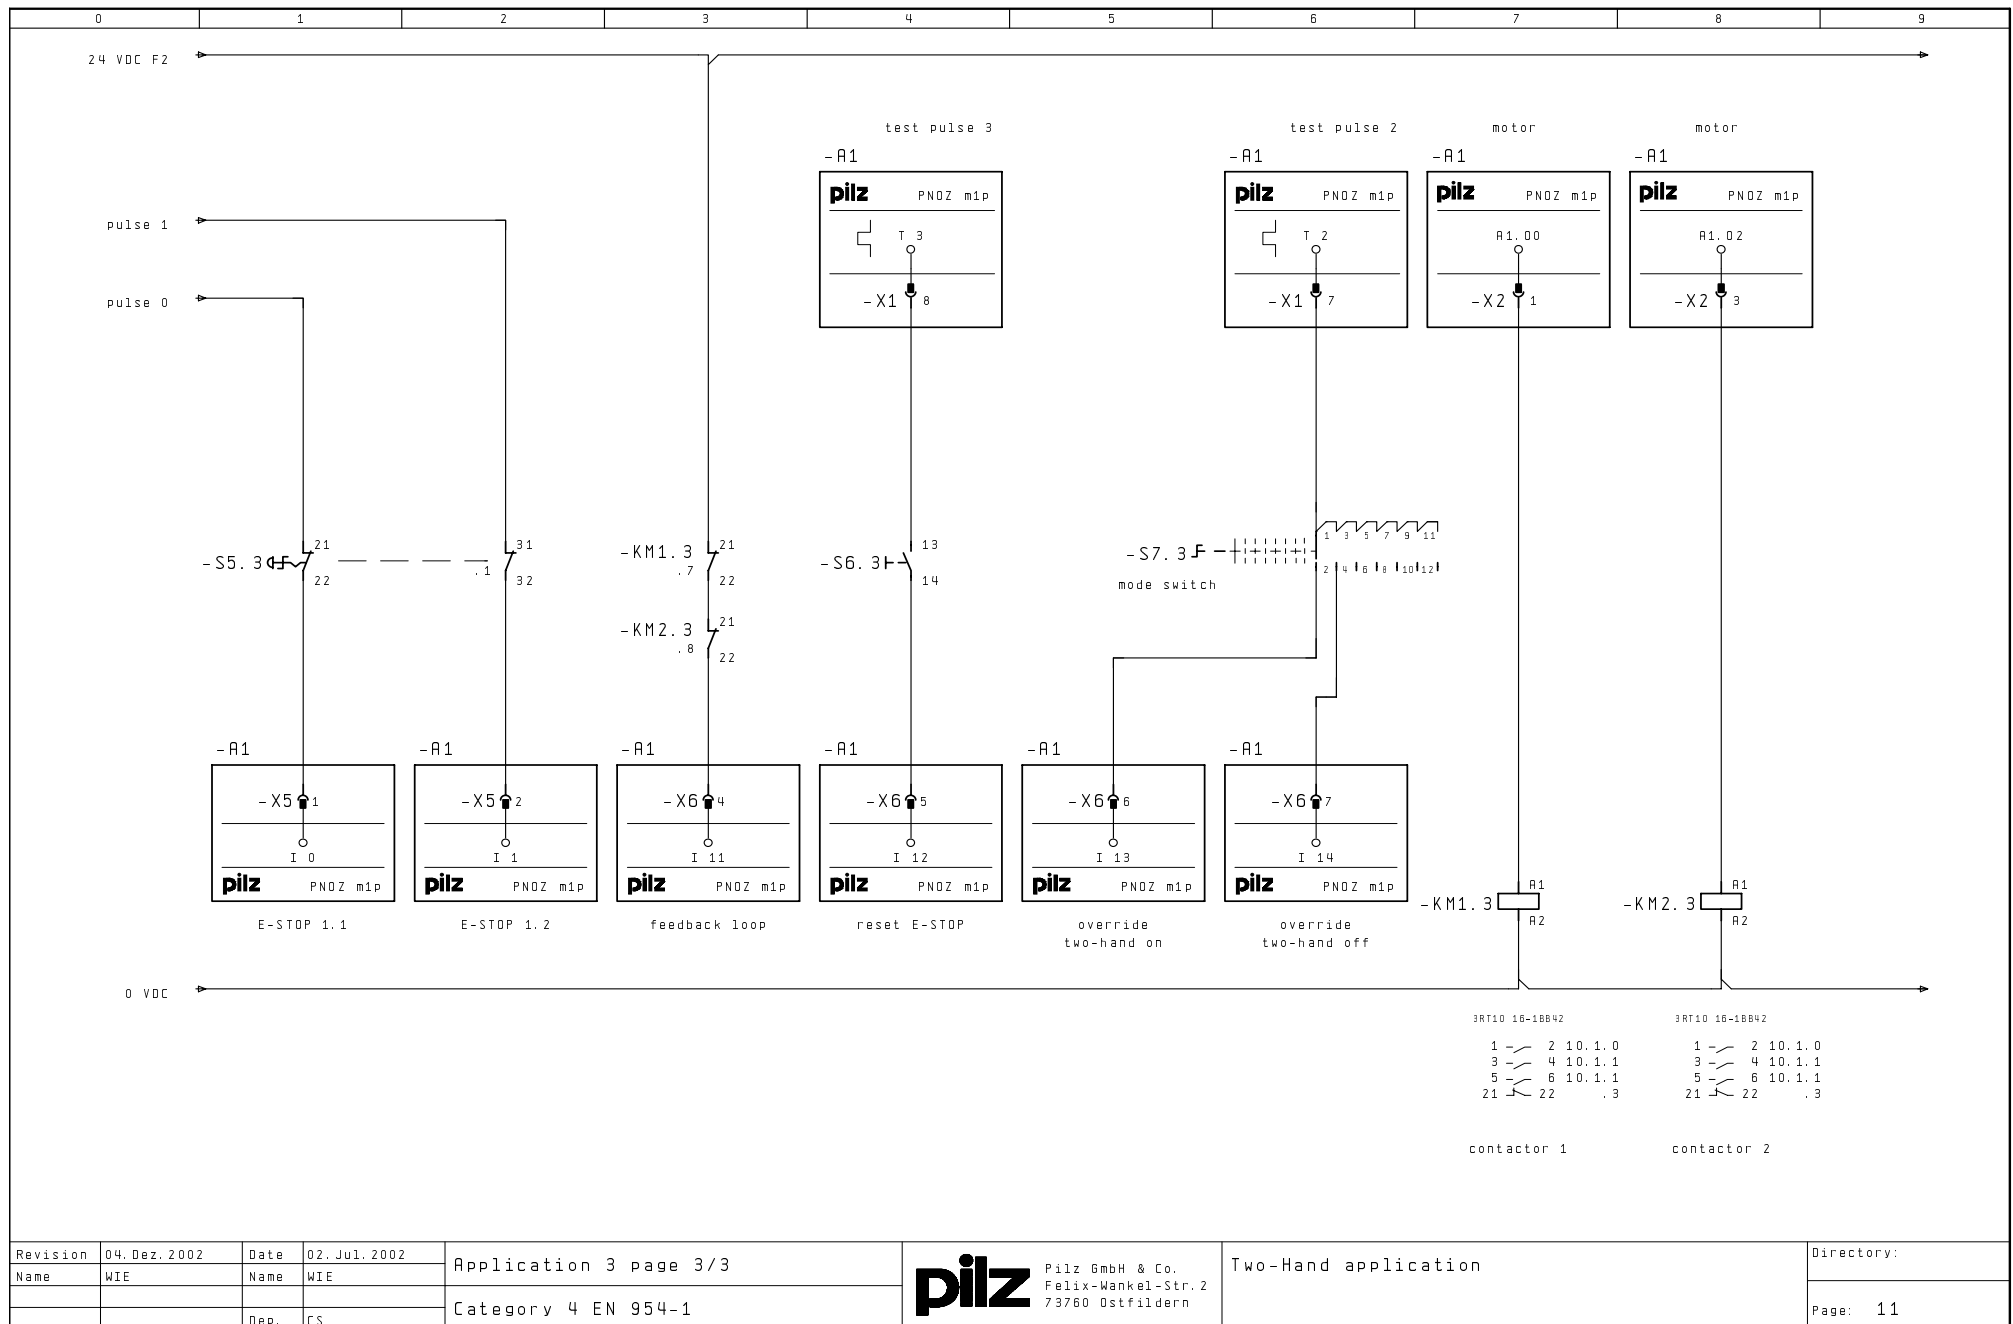 0 1 2 3 4 5 6 7 8 9
24 VDC F2
test pulse 3 test pulse 2 motor motor
-A1 -A1 -A1 -A1
pilz PNOZ m1p pilz PNOZ m1p pilz PNOZ m1p pilz PNOZ m1p
pulse 1
T 3 T 2 A1.00 A1.02
pulse 0
-X1 8 -X1 7 -X2 1 -X2 3
-S5.3 21 22
.1 31 32
-KM1.3 .7 21 22
-KM2.3 .8 21 22
-S6.3 13 14
-S7.3
mode switch
1 3 5 7 9 11
2 4 6 8 10 12
-A1 -A1 -A1 -A1 -A1 -A1
-X5 1 -X5 2 -X6 4 -X6 5 -X6 6 -X6 7
I 0 I 1 I 11 I 12 I 13 I 14
pilz PNOZ m1p pilz PNOZ m1p pilz PNOZ m1p pilz PNOZ m1p pilz PNOZ m1p pilz PNOZ m1p
-KM1.3 A1 A2 -KM2.3 A1 A2
E-STOP 1.1 E-STOP 1.2 feedback loop reset E-STOP override override
two-hand on two-hand off
0 VDC
3RT10 16-1BB42 3RT10 16-1BB42
1 2 10.1.0 1 2 10.1.0
3 4 10.1.1 3 4 10.1.1
5 6 10.1.1 5 6 10.1.1
21 22 .3 21 22 .3
contactor 1 contactor 2
Revision 04.Dez.2002 Date 02.Jul.2002
Name WIE Name WIE
Dep. CS
Application 3 page 3/3
Category 4 EN 954-1
pilz
Pilz GmbH & Co.
Felix-Wankel-Str.2
73760 Ostfildern
Two-Hand application
Directory:
Page: 11